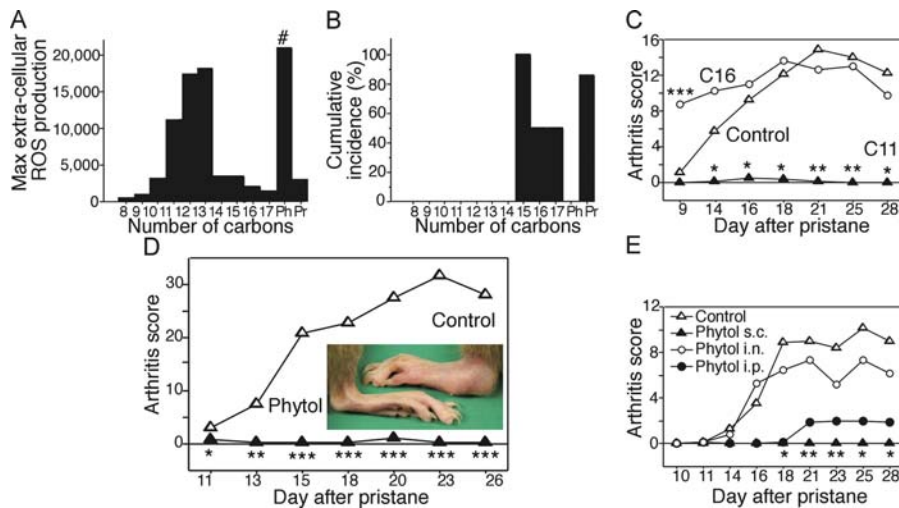 A
Max extra-cellular
ROS production
20,000
15,000
10,000
5,000
0
#
8 9 10 11 12 13 14 15 16 17 Ph Pr
Number of carbons
B
Cumulative
incidence (%)
100
80
60
40
20
0
8 9 10 11 12 13 14 15 16 17 Ph Pr
Number of carbons
C
Arthritis score
16
12
8
4
0
*** C16
Control
C11
* * * ** ** *
9 14 16 18 21 25 28
Day after pristane
D
Arthritis score
30
20
10
0
Control
Phytol
* ** *** *** *** *** ***
11 13 15 18 20 23 26
Day after pristane
E
Arthritis score
12
8
4
0
Control
Phytol s.c.
Phytol i.n.
Phytol i.p.
* ** ** * *
10 11 14 16 18 21 23 25 28
Day after pristane